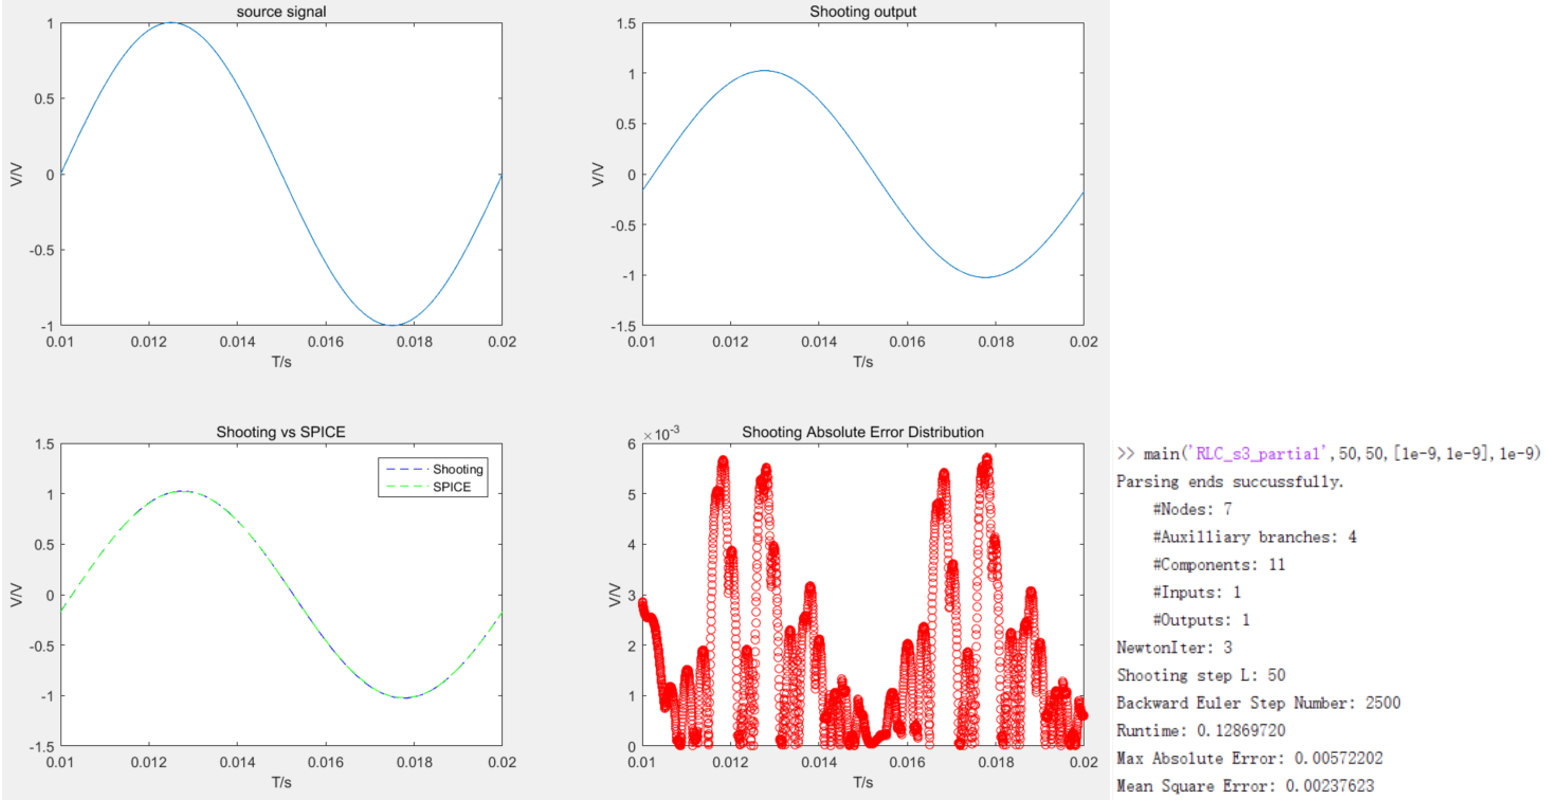 source signal
V/V
1
0.5
0
-0.5
-1
0.01 0.012 0.014 0.016 0.018 0.02
T/s
Shooting output
V/V
1.5
1
0.5
0
-0.5
-1
-1.5
0.01 0.012 0.014 0.016 0.018 0.02
T/s
Shooting vs SPICE
V/V
1.5
1
0.5
0
-0.5
-1
-1.5
Shooting
SPICE
0.01 0.012 0.014 0.016 0.018 0.02
T/s
×10⁻³
Shooting Absolute Error Distribution
V/V
6
5
4
3
2
1
0
0.01 0.012 0.014 0.016 0.018 0.02
T/s
>> main('RLC_s3_partial',50,50,[1e-9,1e-9],1e-9)
Parsing ends succussfully.
#Nodes: 7
#Auxilliary branches: 4
#Components: 11
#Inputs: 1
#Outputs: 1
NewtonIter: 3
Shooting step L: 50
Backward Euler Step Number: 2500
Runtime: 0.12869720
Max Absolute Error: 0.00572202
Mean Square Error: 0.00237623